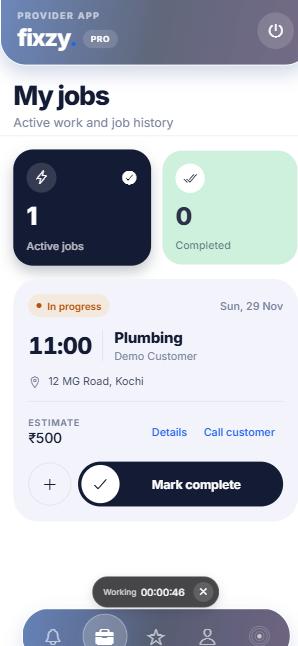 PROVIDER APP
fixzy. PRO
My jobs
Active work and job history
1
Active jobs
0
Completed
In progress
Sun, 29 Nov
11:00
Plumbing
Demo Customer
12 MG Road, Kochi
ESTIMATE
₹500
Details
Call customer
Mark complete
Working 00:00:46